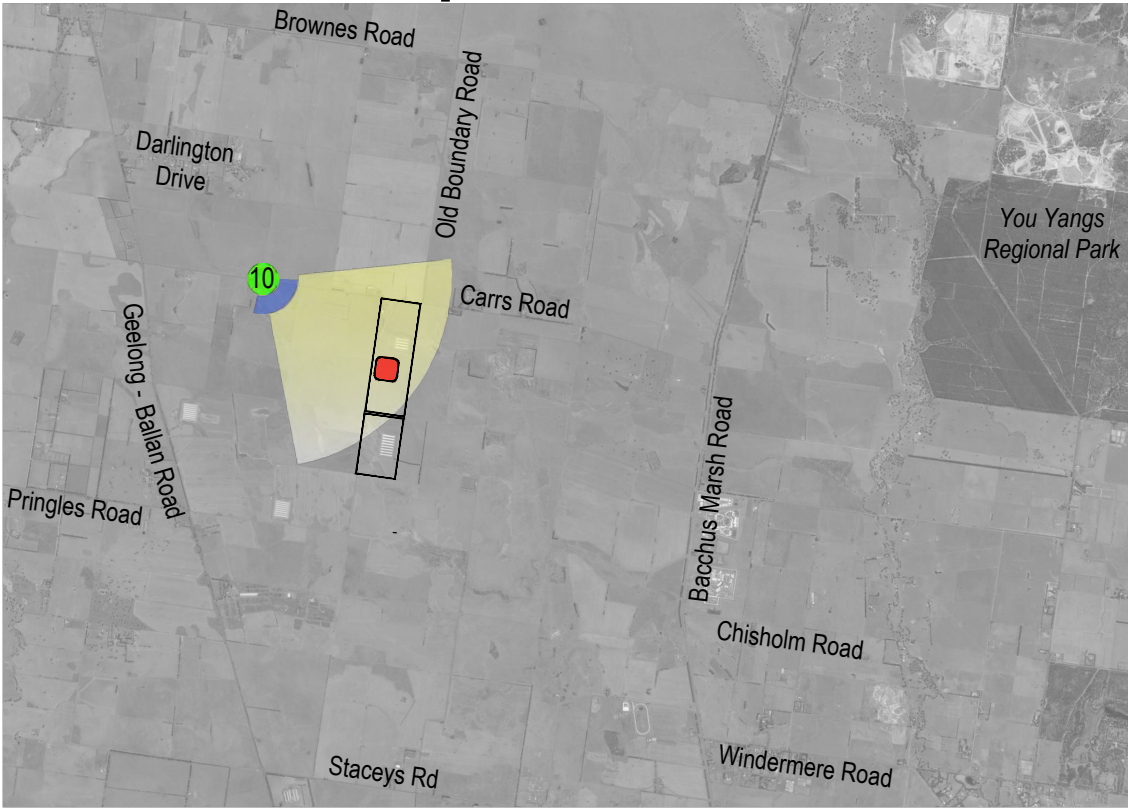 Brownes Road
Old Boundary Road
Darlington
Drive
You Yangs
Regional Park
10
Carrs Road
Geelong - Ballan Road
Bacchus Marsh Road
Pringles Road
Chisholm Road
Windermere Road
Staceys Rd